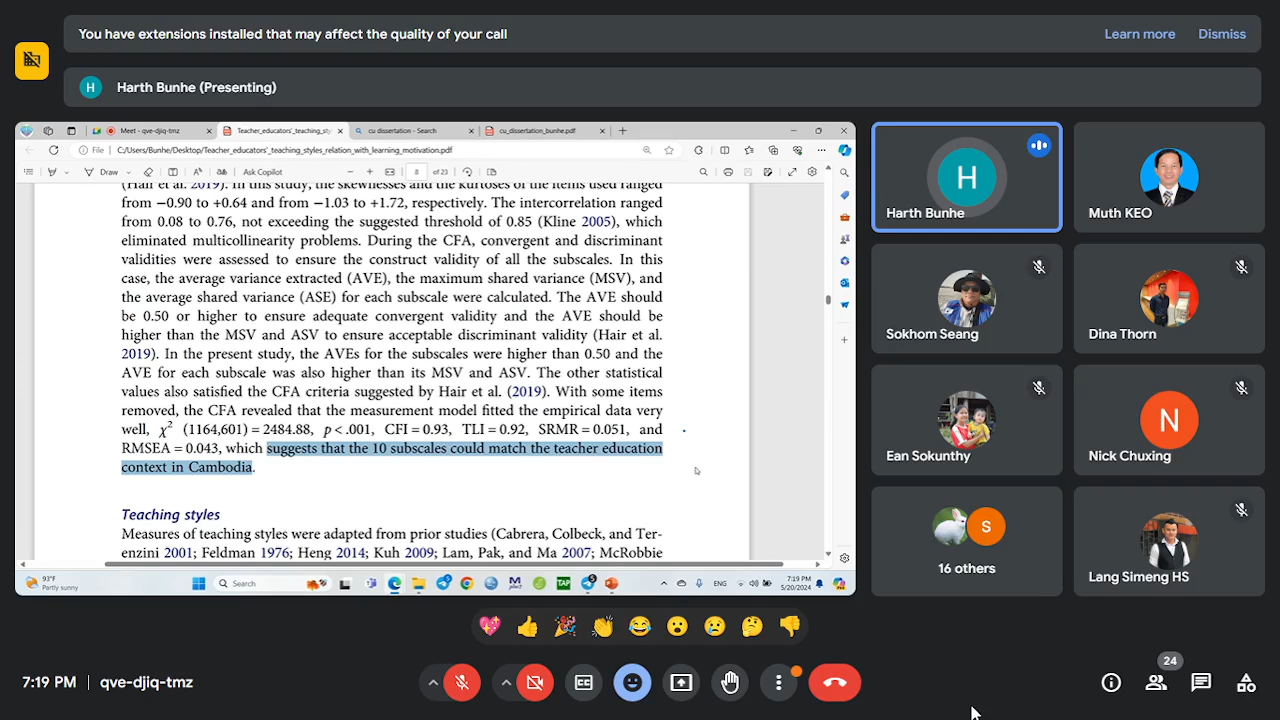 You have extensions installed that may affect the quality of your call
Learn more
Dismiss
H
Harth Bunhe (Presenting)
Meet - qve-djiq-tmz
Teacher_educators'_teaching_sty
cu dissertation - Search
cu_dissertation_bunhe.pdf
File
C:/Users/Bunhe/Desktop/Teacher_educators'_teaching_styles_relation_with_learning_motivation.pdf
Draw
Ask Copilot
8
of 23
(Hair et al. 2019). In this study, the skewnesses and the kurtoses of the items used ranged
from −0.90 to +0.64 and from −1.03 to +1.72, respectively. The intercorrelation ranged
from 0.08 to 0.76, not exceeding the suggested threshold of 0.85 (Kline 2005), which
eliminated multicollinearity problems. During the CFA, convergent and discriminant
validities were assessed to ensure the construct validity of all the subscales. In this
case, the average variance extracted (AVE), the maximum shared variance (MSV), and
the average shared variance (ASE) for each subscale were calculated. The AVE should
be 0.50 or higher to ensure adequate convergent validity and the AVE should be
higher than the MSV and ASV to ensure acceptable discriminant validity (Hair et al.
2019). In the present study, the AVEs for the subscales were higher than 0.50 and the
AVE for each subscale was also higher than its MSV and ASV. The other statistical
values also satisfied the CFA criteria suggested by Hair et al. (2019). With some items
removed, the CFA revealed that the measurement model fitted the empirical data very
well, χ² (1164,601) = 2481.88, p < .001, CFI = 0.93, TLI = 0.92, SRMR = 0.051, and
RMSEA = 0.043, which suggests that the 10 subscales could match the teacher education
context in Cambodia.
Teaching styles
Measures of teaching styles were adapted from prior studies (Cabrera, Colbeck, and Ter-
enzini 2001; Feldman 1976; Heng 2014; Kuh 2009; Lam, Pak, and Ma 2007; McRobbie
93°F
Partly sunny
Search
TAP
ENG
7:19 PM
5/20/2024
H
Harth Bunhe
Muth KEO
Sokhom Seang
Dina Thorn
Ean Sokunthy
N
Nick Chuxing
S
16 others
Lang Simeng HS
7:19 PM | qve-djiq-tmz
24